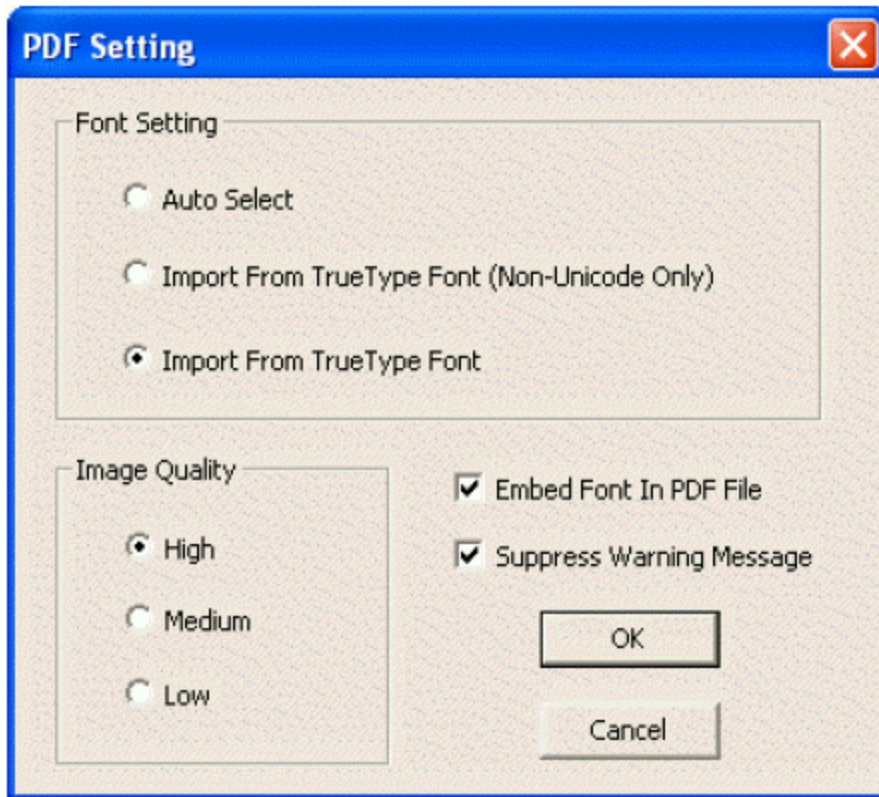 PDF Setting
Font Setting
Auto Select
Import From TrueType Font (Non-Unicode Only)
Import From TrueType Font
Image Quality
High
Medium
Low
Embed Font In PDF File
Suppress Warning Message
OK
Cancel